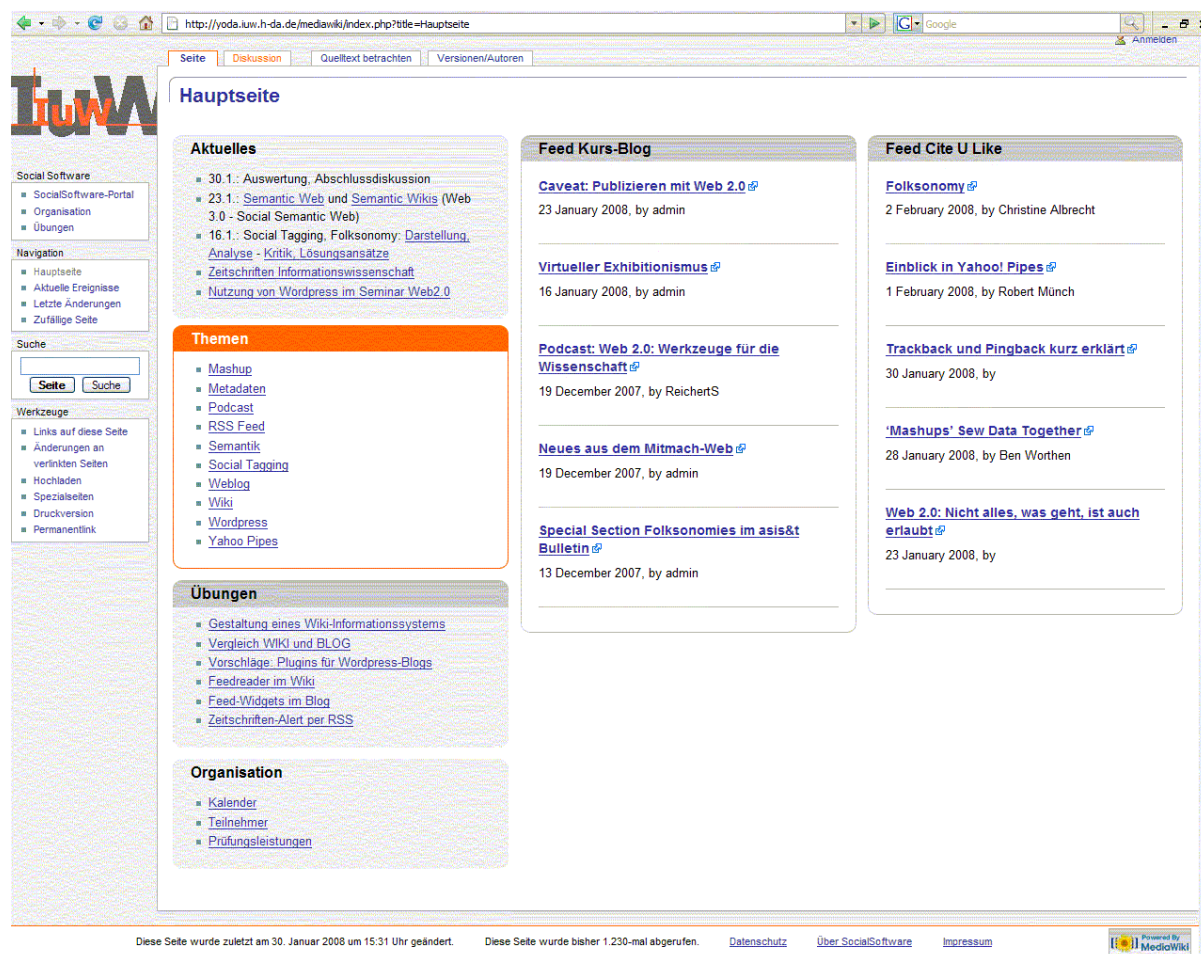 http://yoda.iuw.h-da.de/mediawiki/index.php?title=Hauptseite
G
Google
Anmelden
Seite
Diskussion
Quelltext betrachten
Versionen/Autoren
IuW
Hauptseite
Social Software
SocialSoftware-Portal
Organisation
Übungen
Navigation
Hauptseite
Aktuelle Ereignisse
Letzte Änderungen
Zufällige Seite
Suche
Seite
Suche
Werkzeuge
Links auf diese Seite
Änderungen an
verlinkten Seiten
Hochladen
Spezialseiten
Druckversion
Permanentlink
Aktuelles
30.1.: Auswertung, Abschlussdiskussion
23.1.: Semantic Web und Semantic Wikis (Web
3.0 - Social Semantic Web)
16.1.: Social Tagging, Folksonomy: Darstellung,
Analyse - Kritik, Lösungsansätze
Zeitschriften Informationswissenschaft
Nutzung von Wordpress im Seminar Web2.0
Themen
Mashup
Metadaten
Podcast
RSS Feed
Semantik
Social Tagging
Weblog
Wiki
Wordpress
Yahoo Pipes
Übungen
Gestaltung eines Wiki-Informationssystems
Vergleich WIKI und BLOG
Vorschläge: Plugins für Wordpress-Blogs
Feedreader im Wiki
Feed-Widgets im Blog
Zeitschriften-Alert per RSS
Organisation
Kalender
Teilnehmer
Prüfungsleistungen
Feed Kurs-Blog
Caveat: Publizieren mit Web 2.0
23 January 2008, by admin
Virtueller Exhibitionismus
16 January 2008, by admin
Podcast: Web 2.0: Werkzeuge für die
Wissenschaft
19 December 2007, by ReichertS
Neues aus dem Mitmach-Web
19 December 2007, by admin
Special Section Folksonomies im asis&t
Bulletin
13 December 2007, by admin
Feed Cite U Like
Folksonomy
2 February 2008, by Christine Albrecht
Einblick in Yahoo! Pipes
1 February 2008, by Robert Münch
Trackback und Pingback kurz erklärt
30 January 2008, by
‘Mashups’ Sew Data Together
28 January 2008, by Ben Worthen
Web 2.0: Nicht alles, was geht, ist auch
erlaubt
23 January 2008, by
Diese Seite wurde zuletzt am 30. Januar 2008 um 15:31 Uhr geändert.
Diese Seite wurde bisher 1.230-mal abgerufen.
Datenschutz
Über SocialSoftware
Impressum
Powered By
MediaWiki